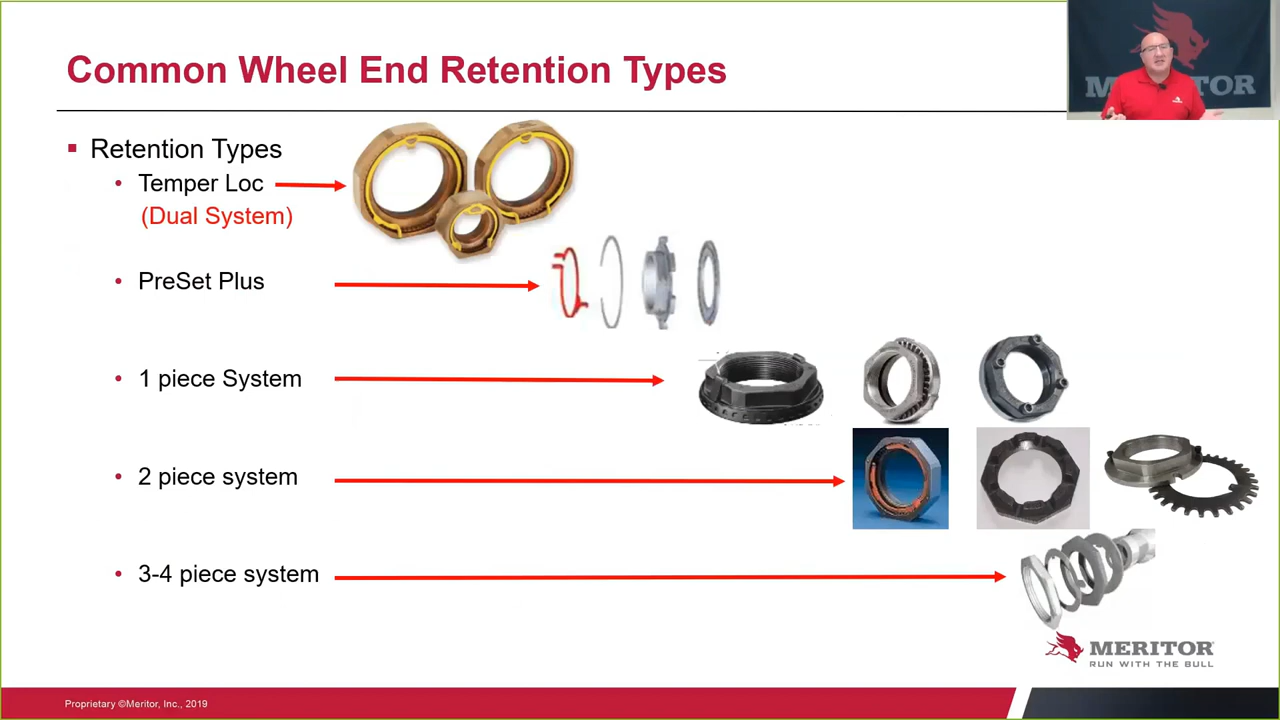 Common Wheel End Retention Types
MERITOR
▪ Retention Types
• Temper Loc
(Dual System)
• PreSet Plus
• 1 piece System
• 2 piece system
• 3-4 piece system
MERITOR
RUN WITH THE BULL
Proprietary ©Meritor, Inc., 2019